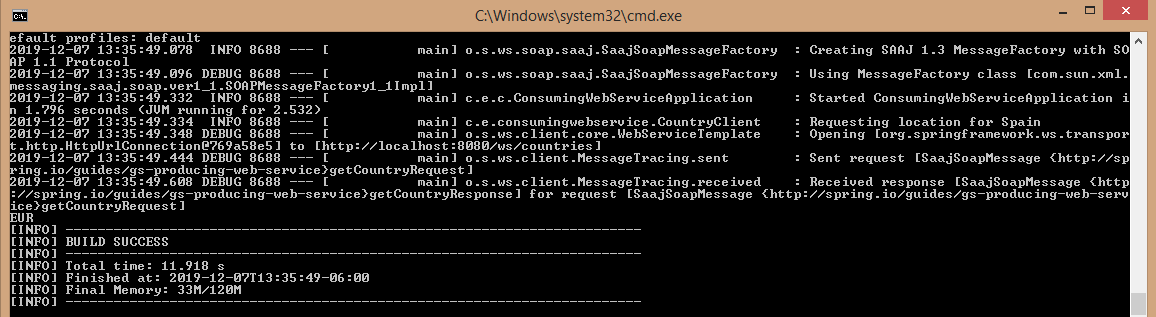 C:\Windows\system32\cmd.exe
efault profiles: default
2019-12-07 13:35:49.078  INFO 8688 --- [           main] o.s.ws.soap.saaj.SaajSoapMessageFactory  : Creating SAAJ 1.3 MessageFactory with SO
AP 1.1 Protocol
2019-12-07 13:35:49.096 DEBUG 8688 --- [           main] o.s.ws.soap.saaj.SaajSoapMessageFactory  : Using MessageFactory class [com.sun.xml.
messaging.saaj.soap.ver1_1.SOAPMessageFactory1_1Impl]
2019-12-07 13:35:49.332  INFO 8688 --- [           main] c.e.c.ConsumingWebServiceApplication     : Started ConsumingWebServiceApplication i
n 1.796 seconds (JVM running for 2.532)
2019-12-07 13:35:49.334  INFO 8688 --- [           main] c.e.consumingwebservice.CountryClient    : Requesting location for Spain
2019-12-07 13:35:49.348 DEBUG 8688 --- [           main] o.s.ws.client.core.WebServiceTemplate    : Opening [org.springframework.ws.transpor
t.http.HttpUrlConnection@769a58e5] to [http://localhost:8080/ws/countries]
2019-12-07 13:35:49.444 DEBUG 8688 --- [           main] o.s.ws.client.MessageTracing.sent        : Sent request [SaajSoapMessage {http://sp
ring.io/guides/gs-producing-web-service}getCountryRequest]
2019-12-07 13:35:49.608 DEBUG 8688 --- [           main] o.s.ws.client.MessageTracing.received    : Received response [SaajSoapMessage {http
://spring.io/guides/gs-producing-web-service}getCountryResponse] for request [SaajSoapMessage {http://spring.io/guides/gs-producing-web-serv
ice}getCountryRequest]
EUR
[INFO] ------------------------------------------------------------------------
[INFO] BUILD SUCCESS
[INFO] ------------------------------------------------------------------------
[INFO] Total time: 11.918 s
[INFO] Finished at: 2019-12-07T13:35:49-06:00
[INFO] Final Memory: 33M/120M
[INFO] ------------------------------------------------------------------------